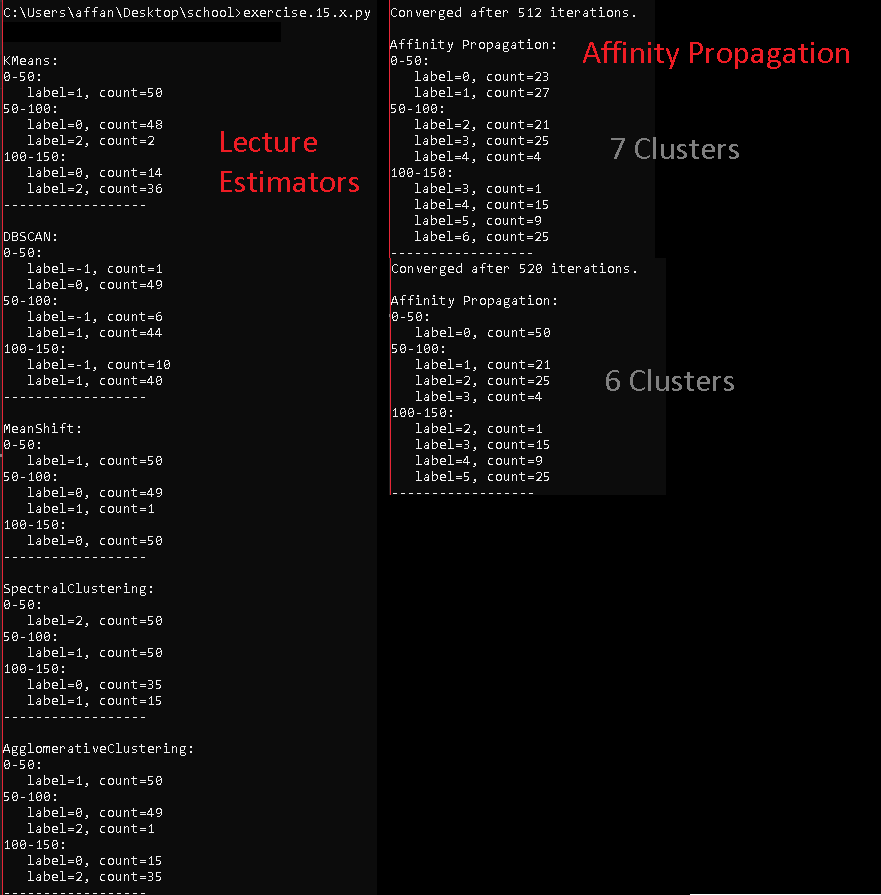 C:\Users\affan\Desktop\school>exercise.15.x.py
KMeans:
0-50:
label=1, count=50
50-100:
label=0, count=48
label=2, count=2
100-150:
label=0, count=14
label=2, count=36
------------------
DBSCAN:
0-50:
label=-1, count=1
label=0, count=49
50-100:
label=-1, count=6
label=1, count=44
100-150:
label=-1, count=10
label=1, count=40
------------------
MeanShift:
0-50:
label=1, count=50
50-100:
label=0, count=49
label=1, count=1
100-150:
label=0, count=50
------------------
SpectralClustering:
0-50:
label=2, count=50
50-100:
label=1, count=50
100-150:
label=0, count=35
label=1, count=15
------------------
AgglomerativeClustering:
0-50:
label=1, count=50
50-100:
label=0, count=49
label=2, count=1
100-150:
label=0, count=15
label=2, count=35
------------------
Lecture
Estimators
Converged after 512 iterations.
Affinity Propagation:
0-50:
label=0, count=23
label=1, count=27
50-100:
label=2, count=21
label=3, count=25
label=4, count=4
100-150:
label=3, count=1
label=4, count=15
label=5, count=9
label=6, count=25
------------------
Affinity Propagation
7 Clusters
Converged after 520 iterations.
Affinity Propagation:
0-50:
label=0, count=50
50-100:
label=1, count=21
label=2, count=25
label=3, count=4
100-150:
label=2, count=1
label=3, count=15
label=4, count=9
label=5, count=25
------------------
6 Clusters